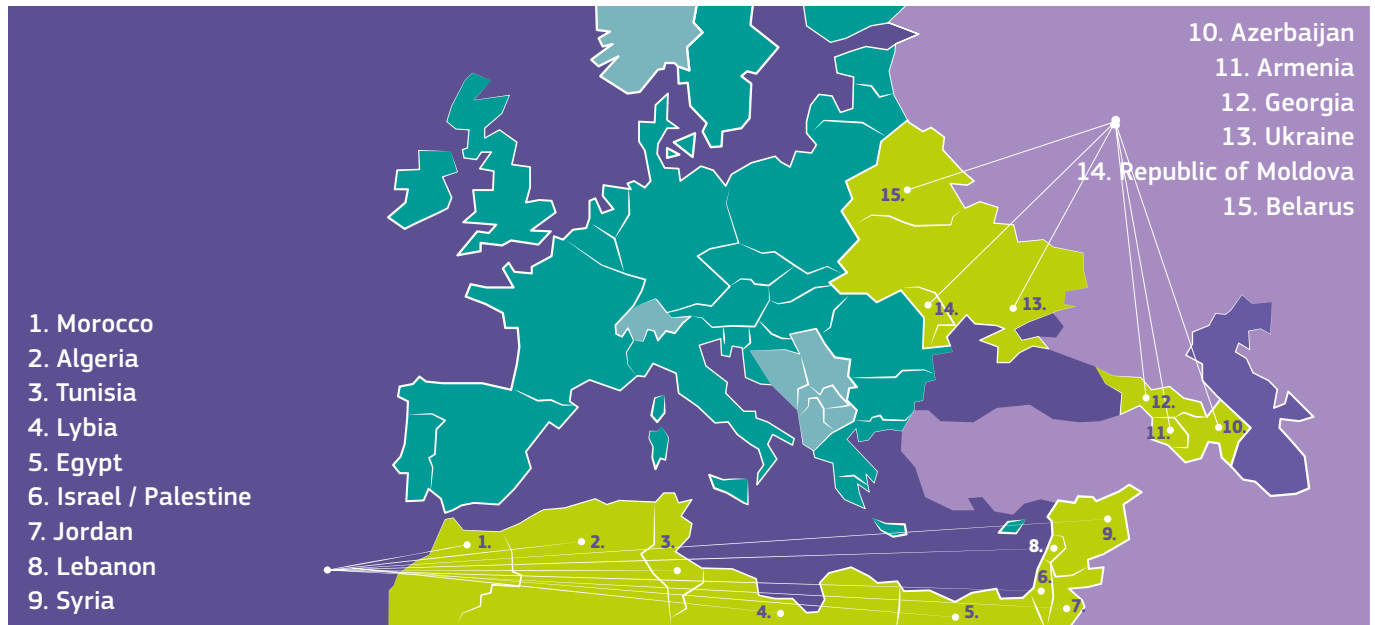 10. Azerbaijan
11. Armenia
12. Georgia
13. Ukraine
14. Republic of Moldova
15. Belarus
1. Morocco
2. Algeria
3. Tunisia
4. Lybia
5. Egypt
6. Israel / Palestine
7. Jordan
8. Lebanon
9. Syria
15.
14.
13.
12.
11.
10.
1.
2.
3.
9.
8.
6.
7.
4.
5.